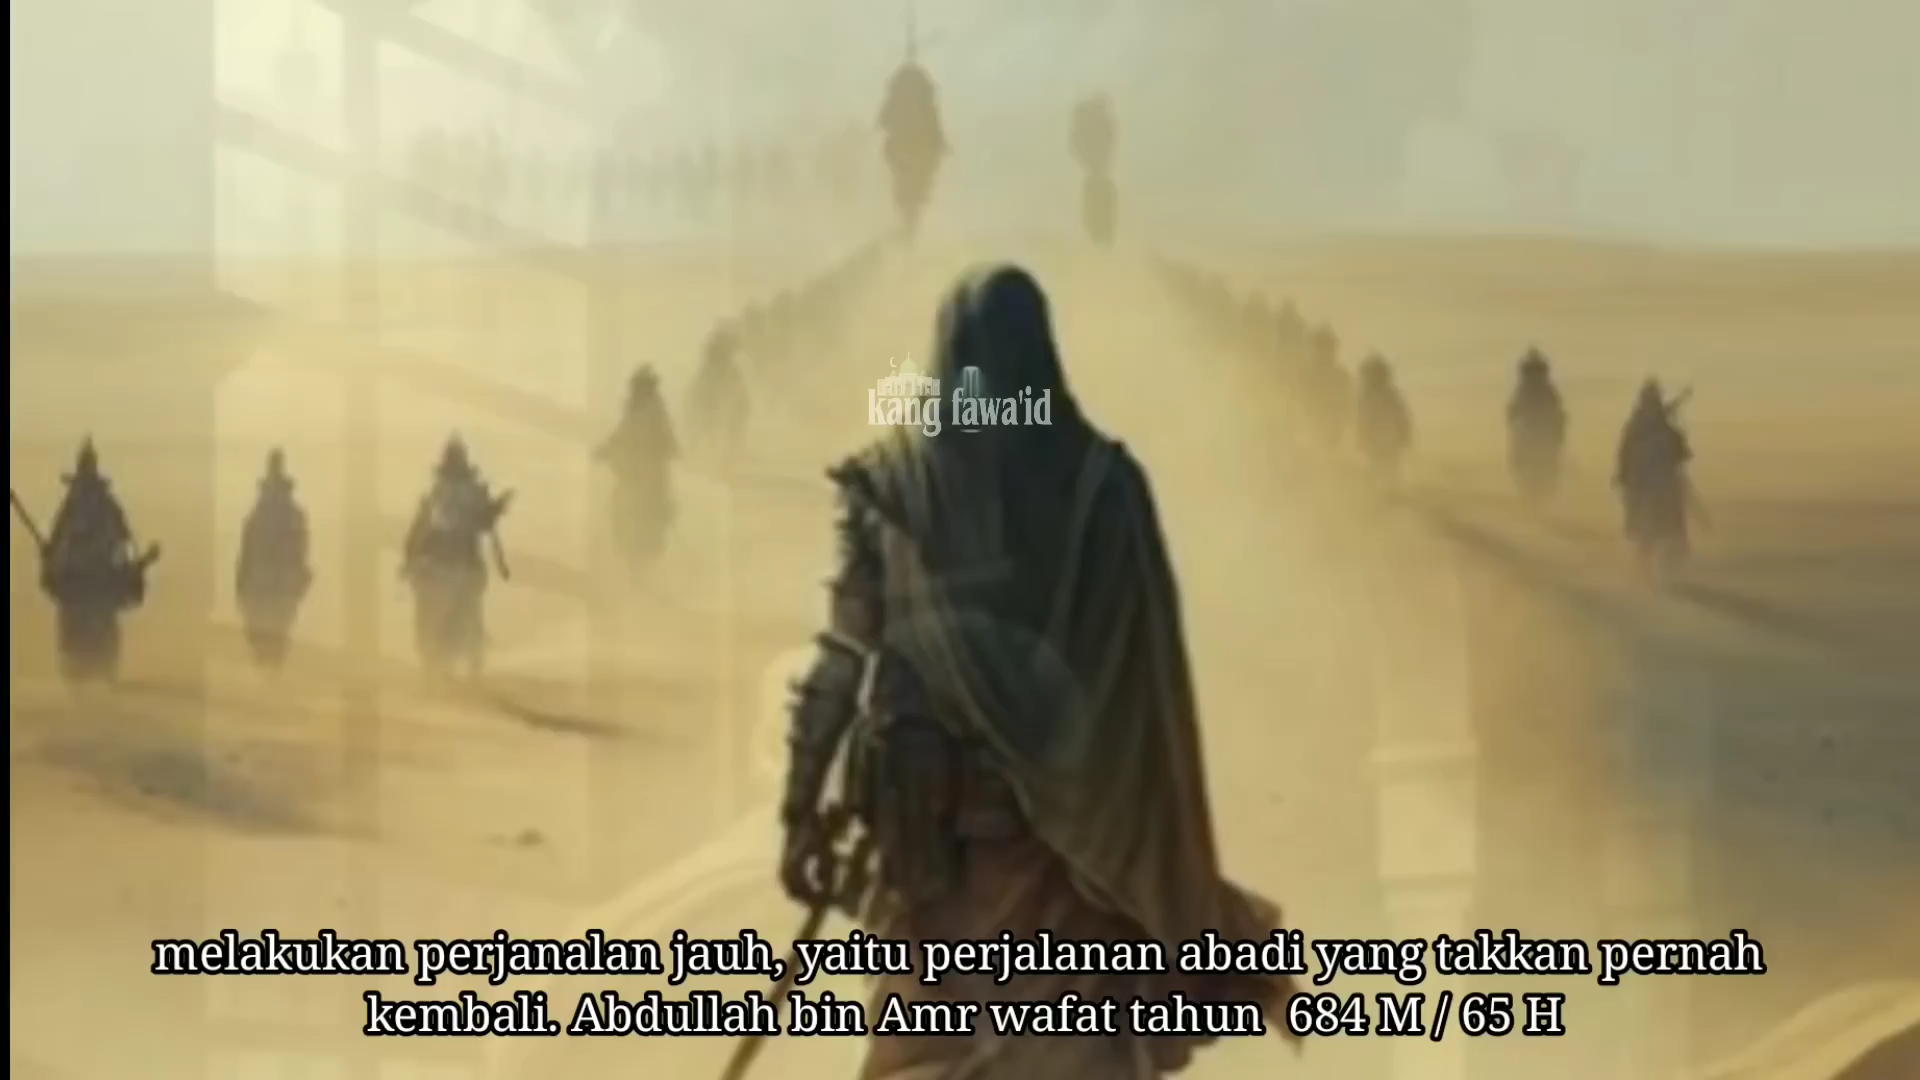 kang fawa'id
melakukan perjanalan jauh, yaitu perjalanan abadi yang takkan pernah
kembali. Abdullah bin Amr wafat tahun 684 M / 65 H